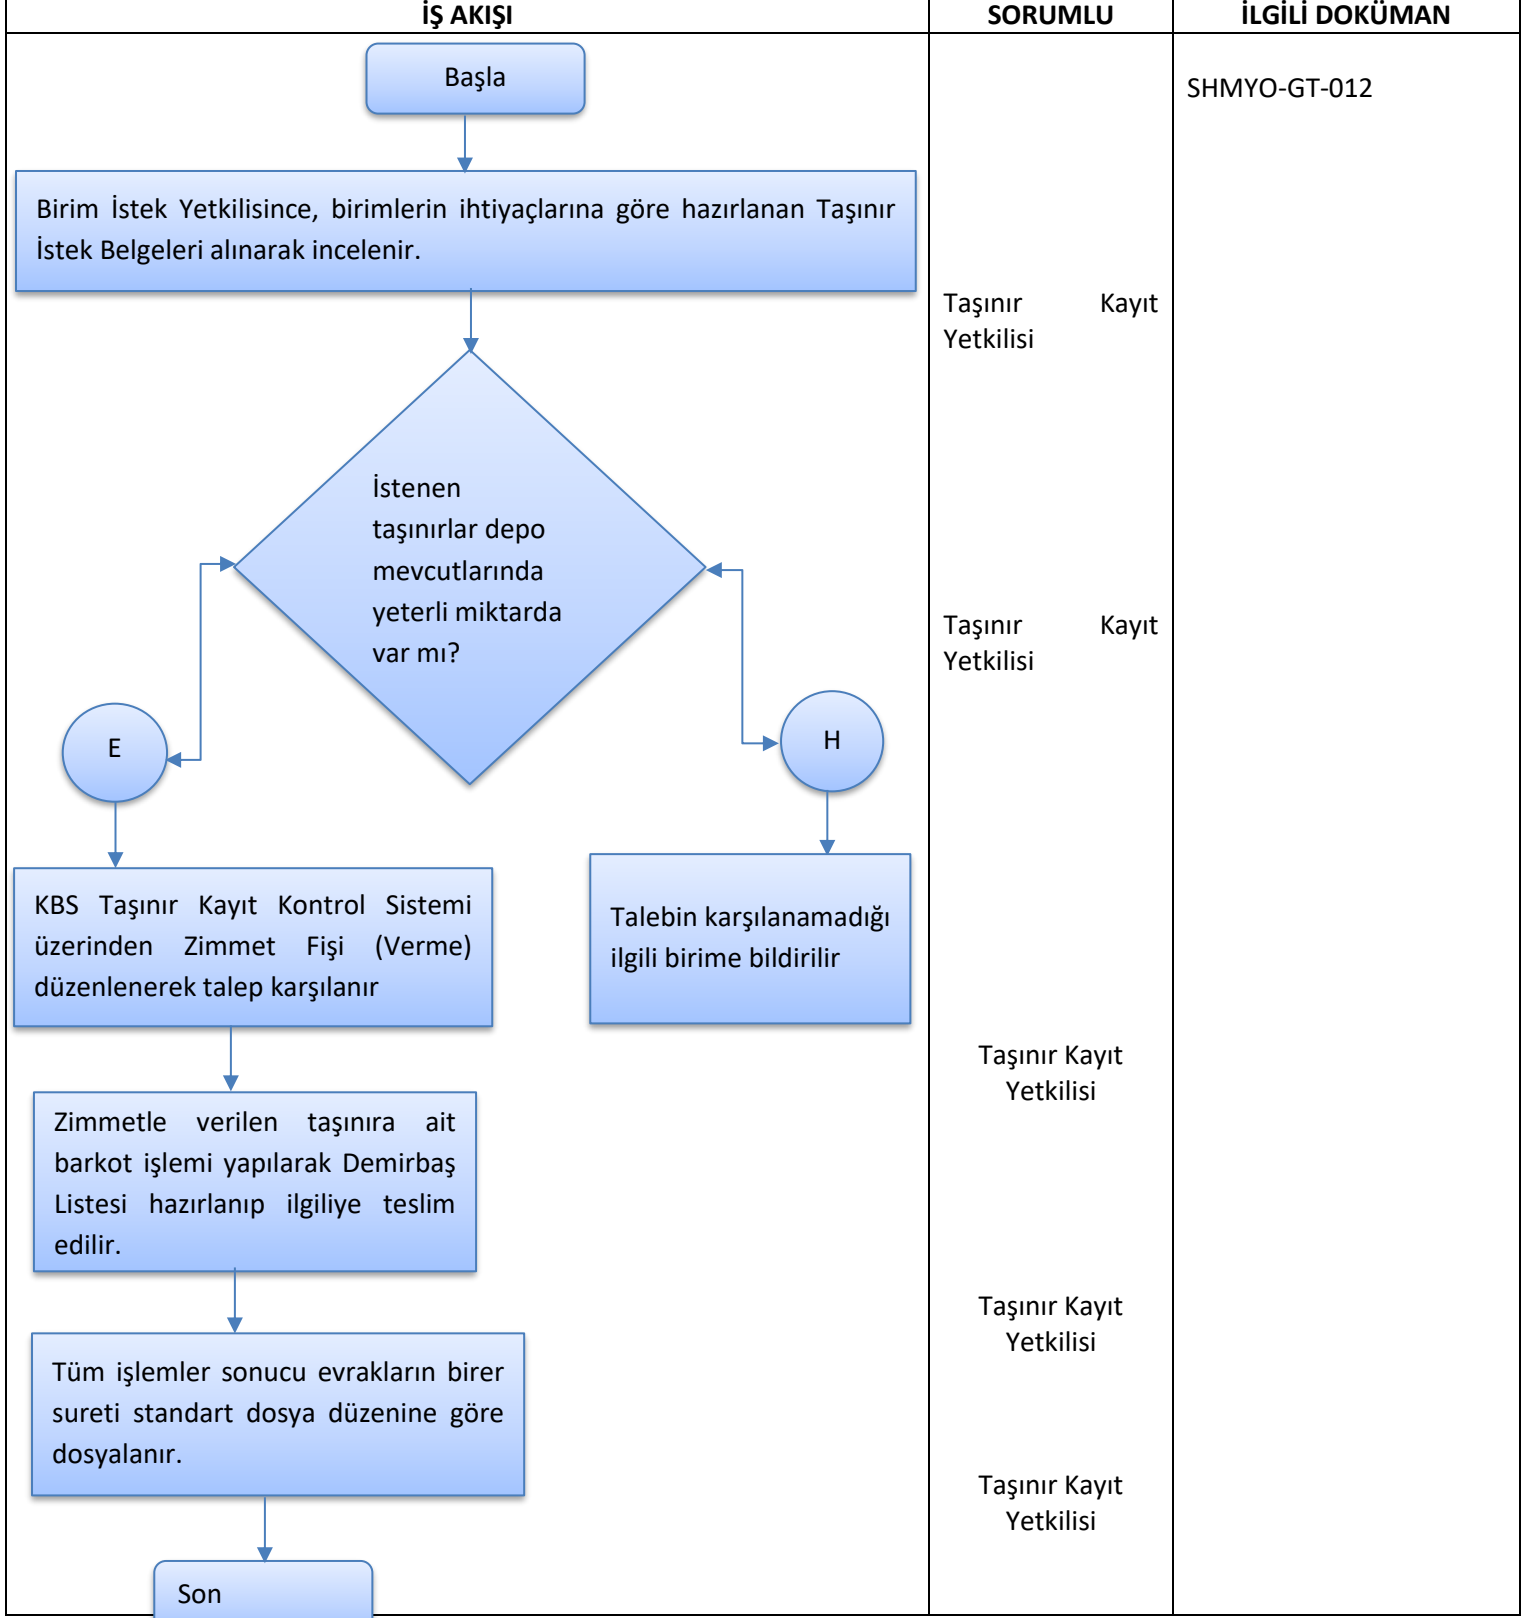 İŞ AKIŞI
SORUMLU
İLGİLİ DOKÜMAN
Başla
SHMYO-GT-012
Birim İstek Yetkilisince, birimlerin ihtiyaçlarına göre hazırlanan Taşınır
İstek Belgeleri alınarak incelenir.
Taşınır Kayıt
Yetkilisi
İstenen
taşınırlar depo
mevcutlarında
yeterli miktarda
var mı?
Taşınır Kayıt
Yetkilisi
E
H
KBS Taşınır Kayıt Kontrol Sistemi
üzerinden Zimmet Fişi (Verme)
düzenlenerek talep karşılanır
Talebin karşılanamadığı
ilgili birime bildirilir
Taşınır Kayıt
Yetkilisi
Zimmetle verilen taşınıra ait
barkot işlemi yapılarak Demirbaş
Listesi hazırlanıp ilgiliye teslim
edilir.
Taşınır Kayıt
Yetkilisi
Tüm işlemler sonucu evrakların birer
sureti standart dosya düzenine göre
dosyalanır.
Taşınır Kayıt
Yetkilisi
Son